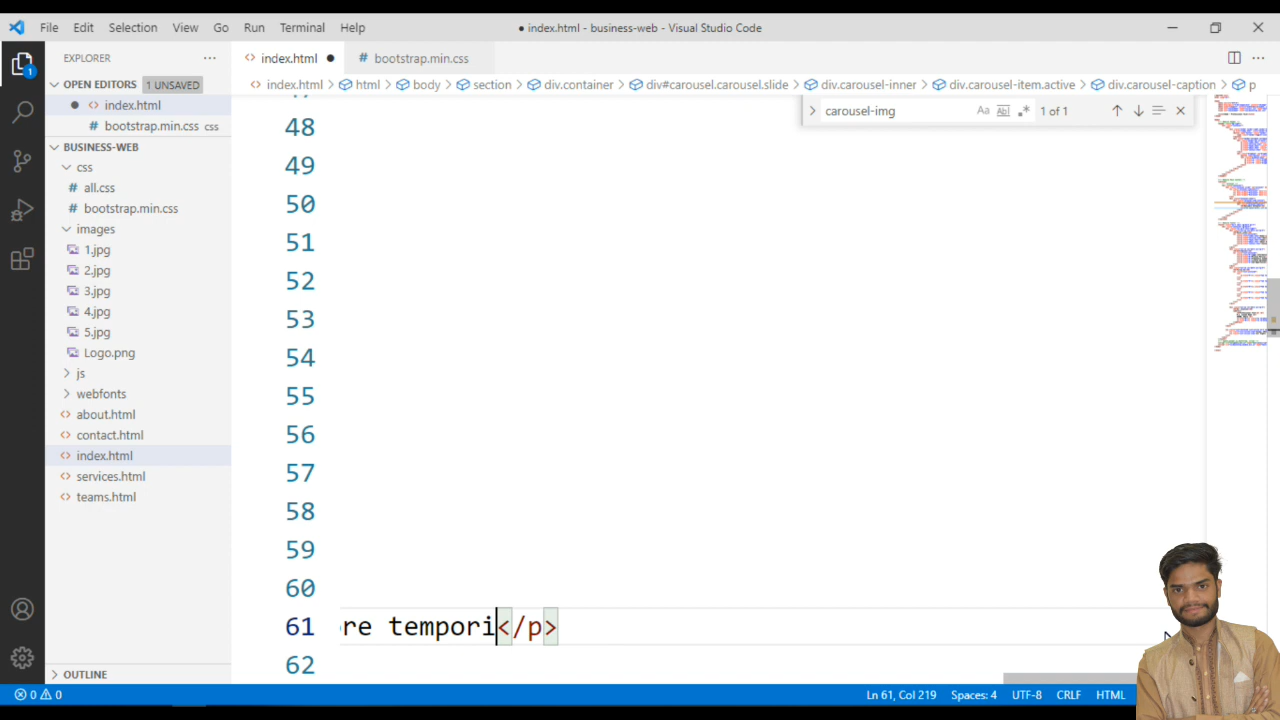 File Edit Selection View Go Run Terminal Help
● index.html - business-web - Visual Studio Code
EXPLORER
index.html
bootstrap.min.css
OPEN EDITORS 1 UNSAVED
index.html > html > body > section > div.container > div#carousel.carousel.slide > div.carousel-inner > div.carousel-item.active > div.carousel-caption > p
index.html
bootstrap.min.css css
BUSINESS-WEB
css
all.css
bootstrap.min.css
images
1.jpg
2.jpg
3.jpg
4.jpg
5.jpg
Logo.png
js
webfonts
about.html
contact.html
index.html
services.html
teams.html
OUTLINE
carousel-img Aa Ab 1 of 1
48
49
50
51
52
53
54
55
56
57
58
59
60
61 re tempori</p>
62
1
0 0
Ln 61, Col 219 Spaces: 4 UTF-8 CRLF HTML